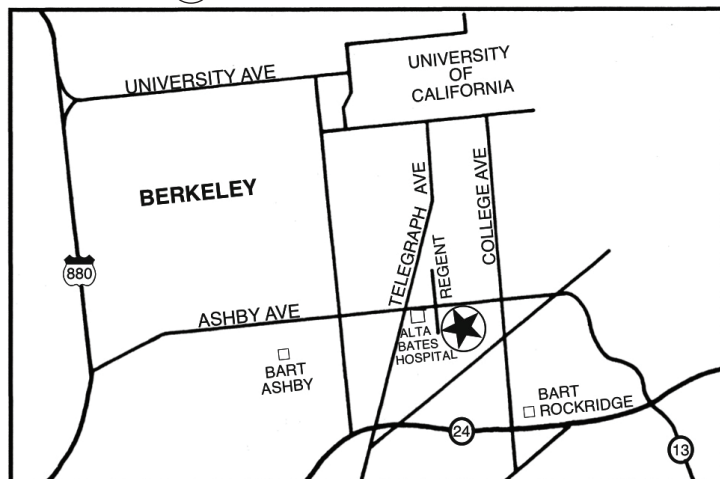 UNIVERSITY AVE
UNIVERSITY
OF
CALIFORNIA
BERKELEY
TELEGRAPH AVE
COLLEGE AVE
REGENT
880
ASHBY AVE
ALTA
BATES
HOSPITAL
BART
ASHBY
BART
ROCKRIDGE
24
13